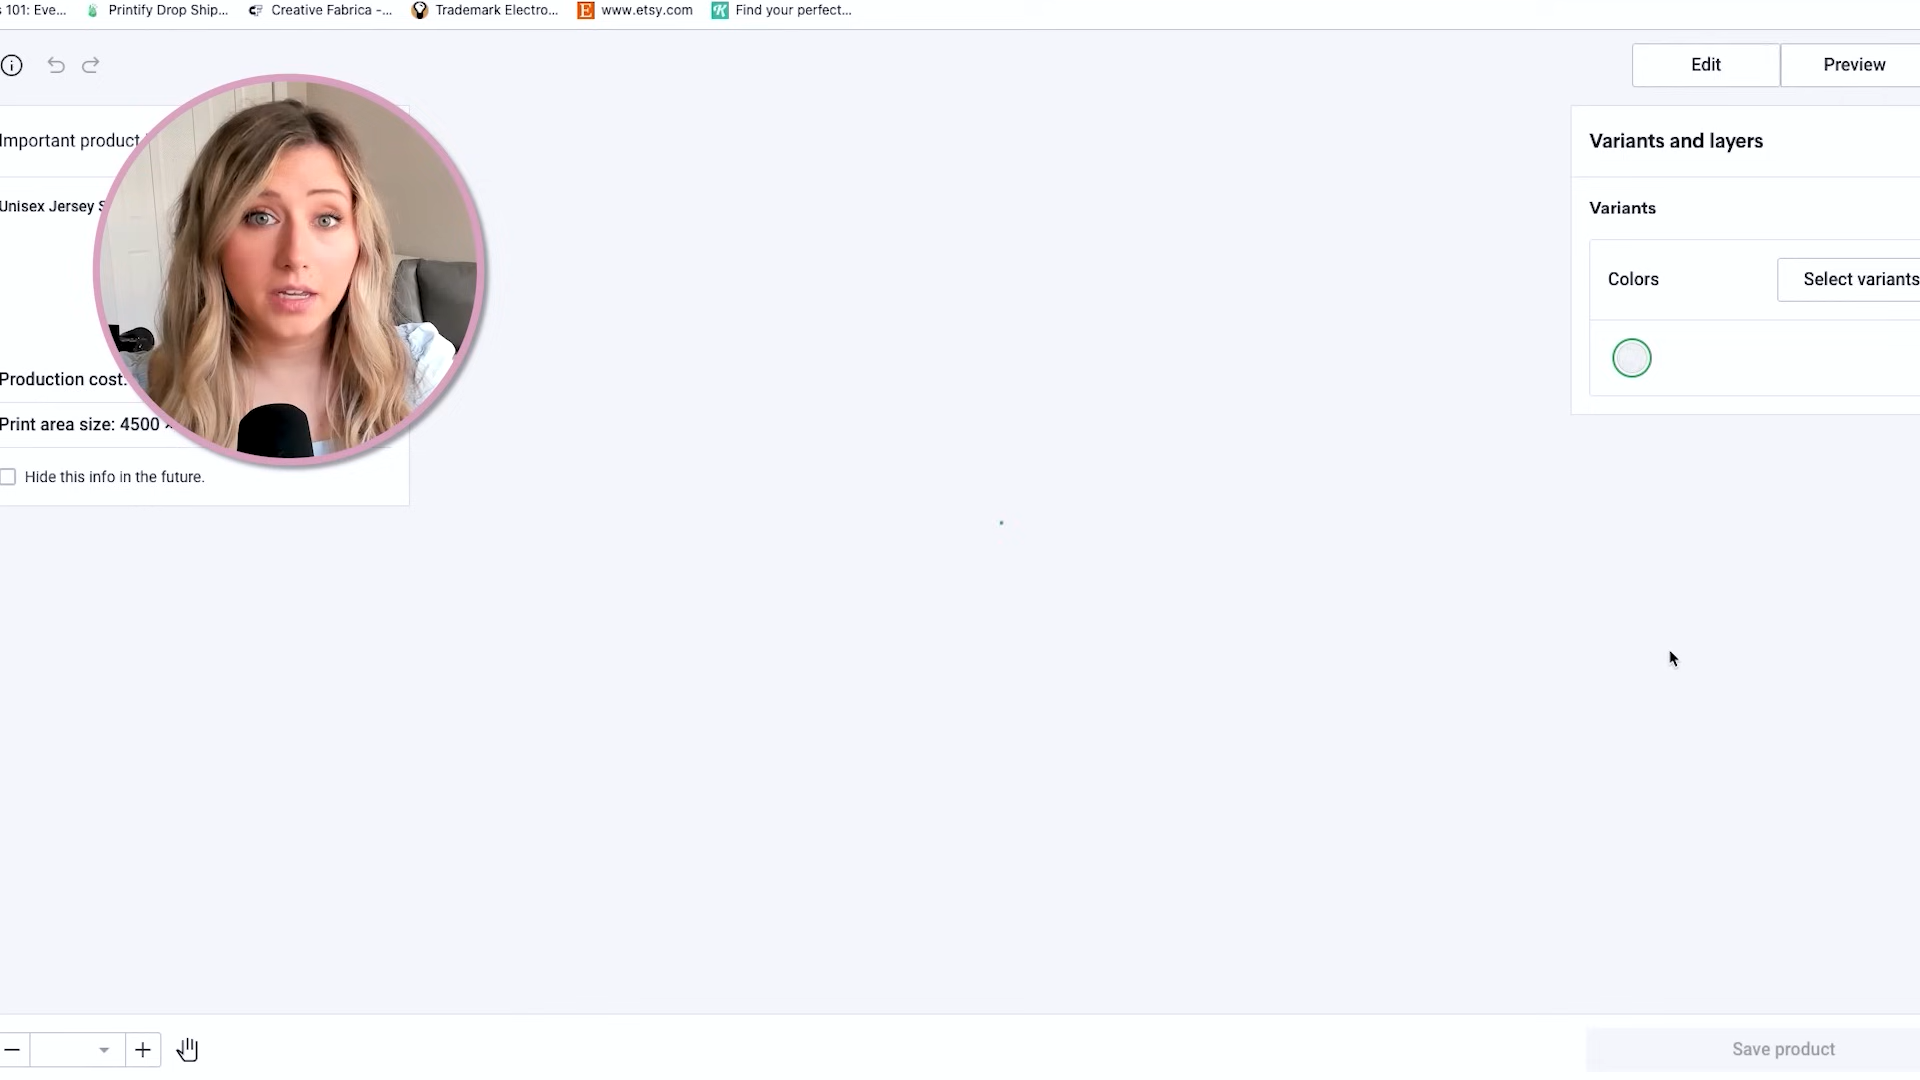 s 101: Eve... Printify Drop Ship... Creative Fabrica -... Trademark Electro... www.etsy.com Find your perfect...
Edit Preview
Important product
Variants and layers
Unisex Jersey S
Variants
Colors Select variants
Production cost:
Print area size: 4500 ×
Hide this info in the future.
Save product